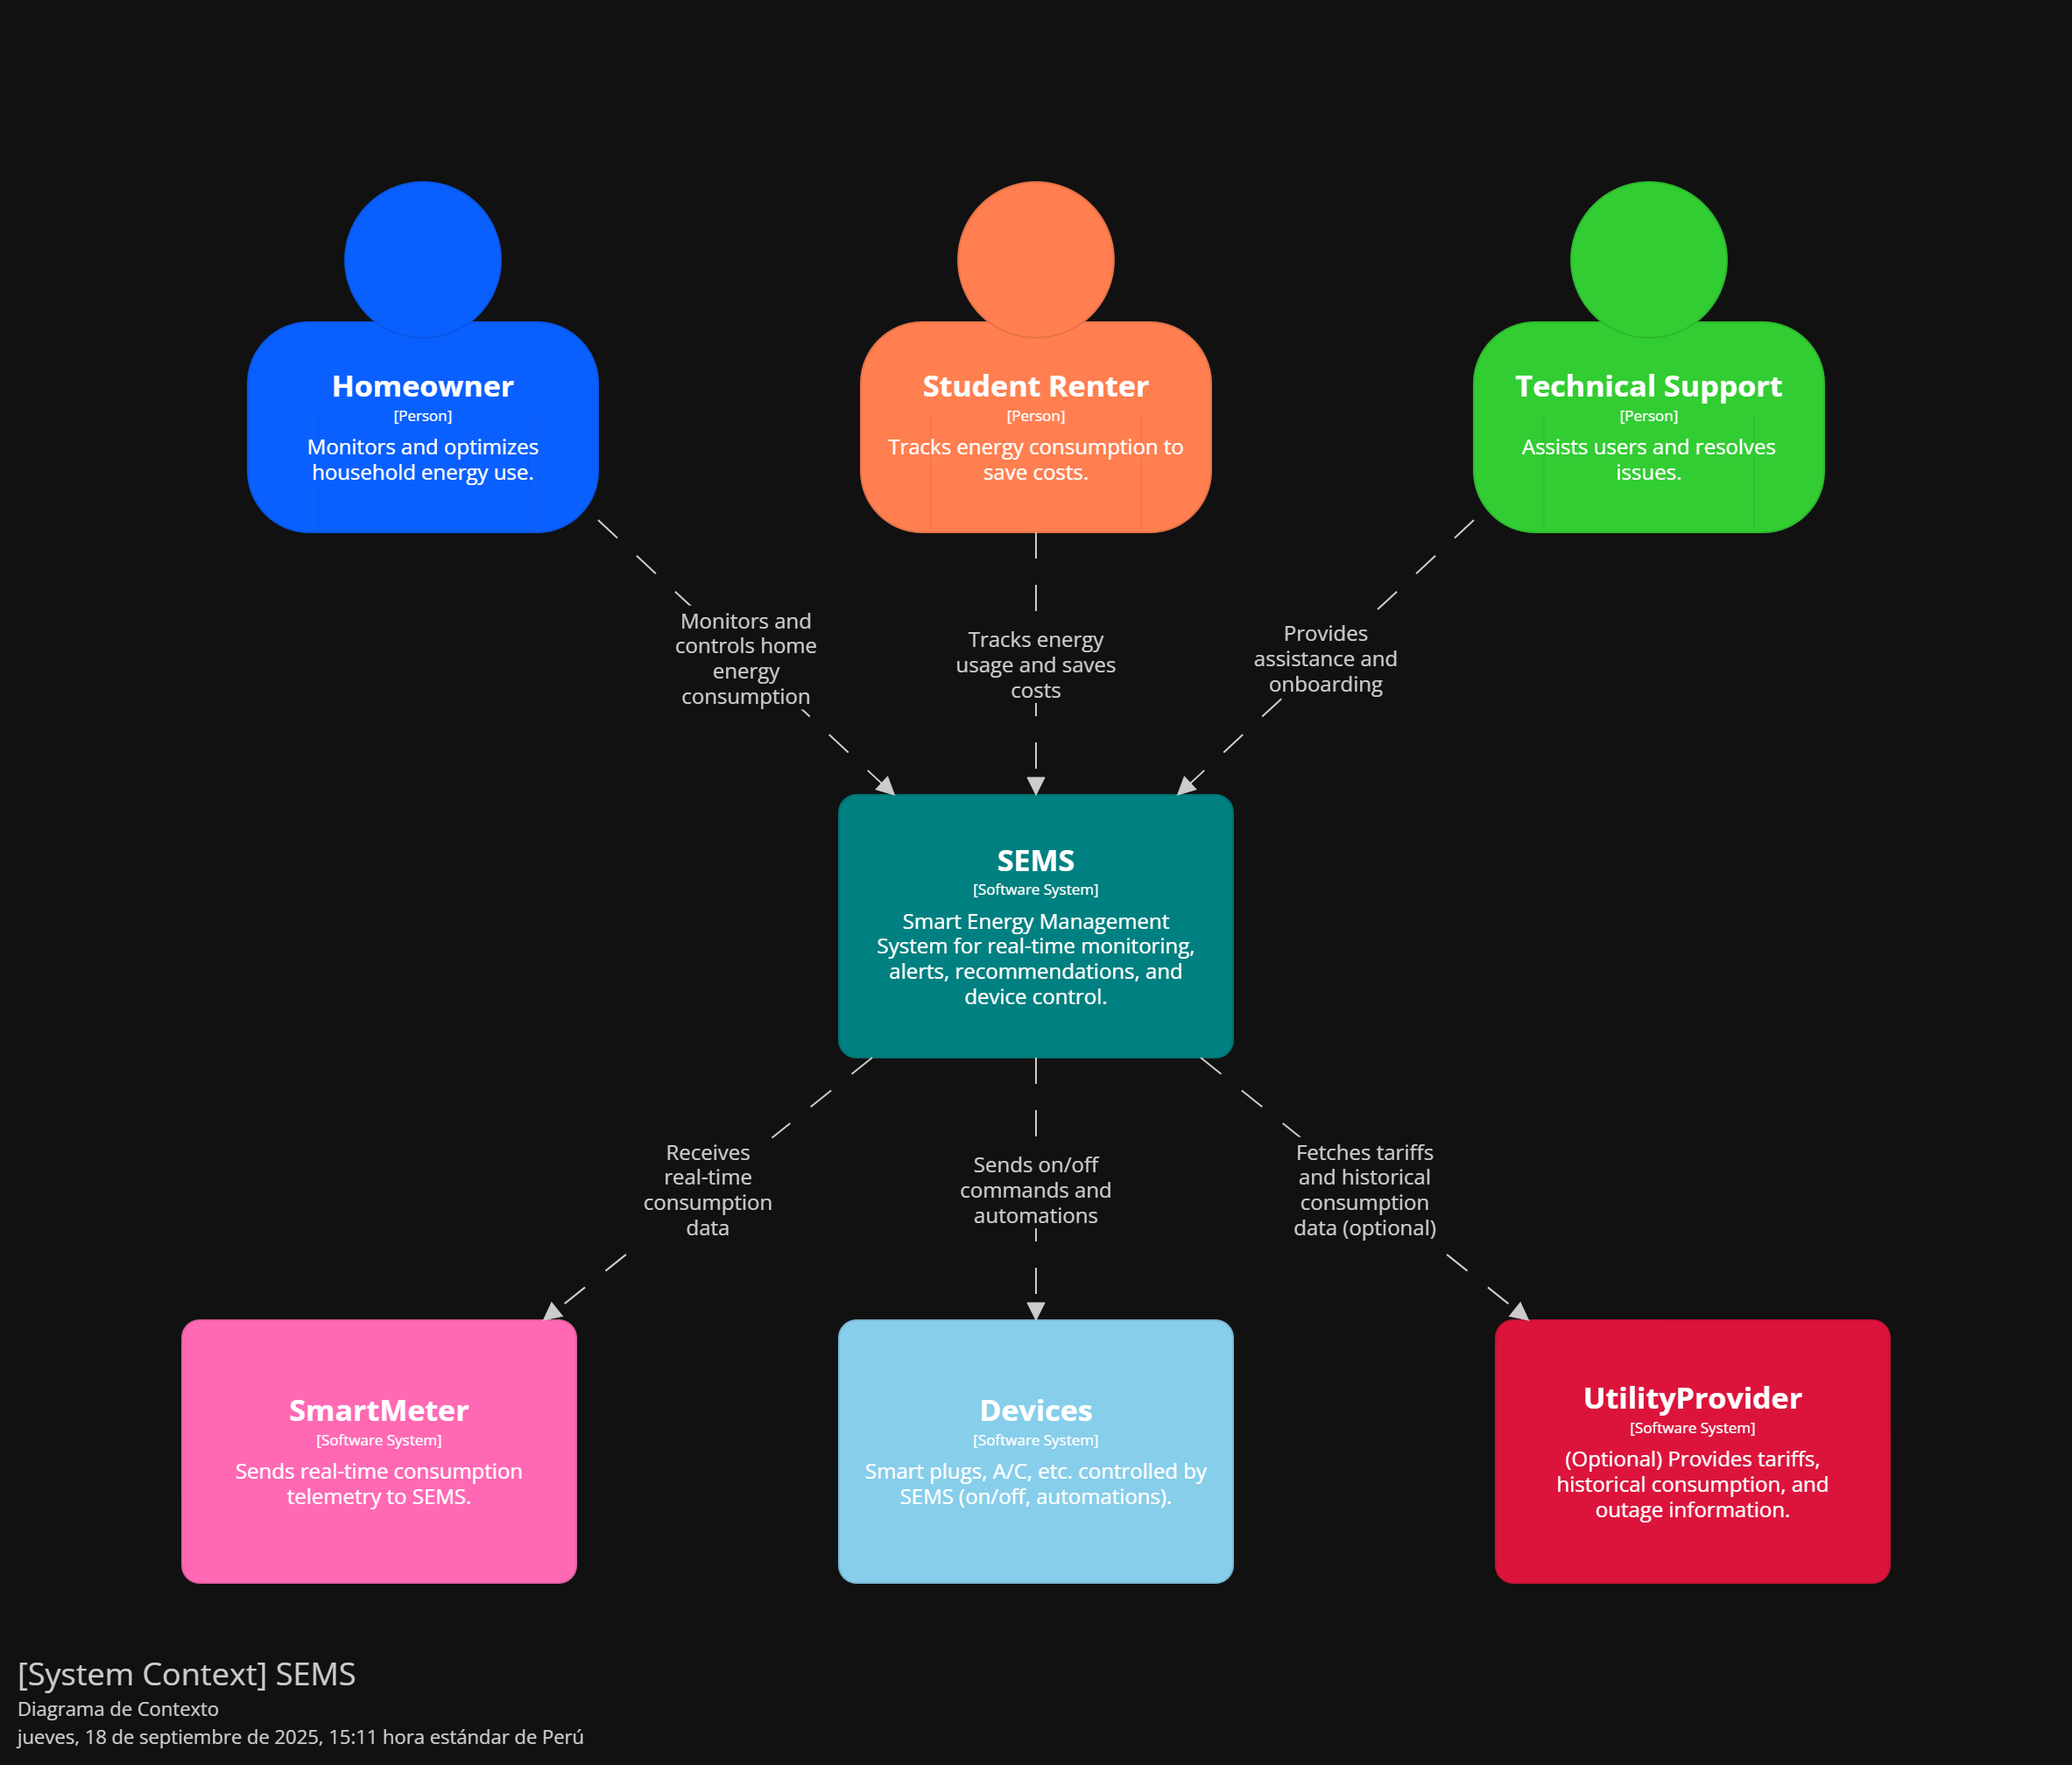 Homeowner
[Person]
Monitors and optimizes
household energy use.
Student Renter
[Person]
Tracks energy consumption to
save costs.
Technical Support
[Person]
Assists users and resolves
issues.
Monitors and
controls home
energy
consumption
Tracks energy
usage and saves
costs
Provides
assistance and
onboarding
SEMS
[Software System]
Smart Energy Management
System for real-time monitoring,
alerts, recommendations, and
device control.
Receives
real-time
consumption
data
Sends on/off
commands and
automations
Fetches tariffs
and historical
consumption
data (optional)
SmartMeter
[Software System]
Sends real-time consumption
telemetry to SEMS.
Devices
[Software System]
Smart plugs, A/C, etc. controlled by
SEMS (on/off, automations).
UtilityProvider
[Software System]
(Optional) Provides tariffs,
historical consumption, and
outage information.
[System Context] SEMS
Diagrama de Contexto
jueves, 18 de septiembre de 2025, 15:11 hora estándar de Perú